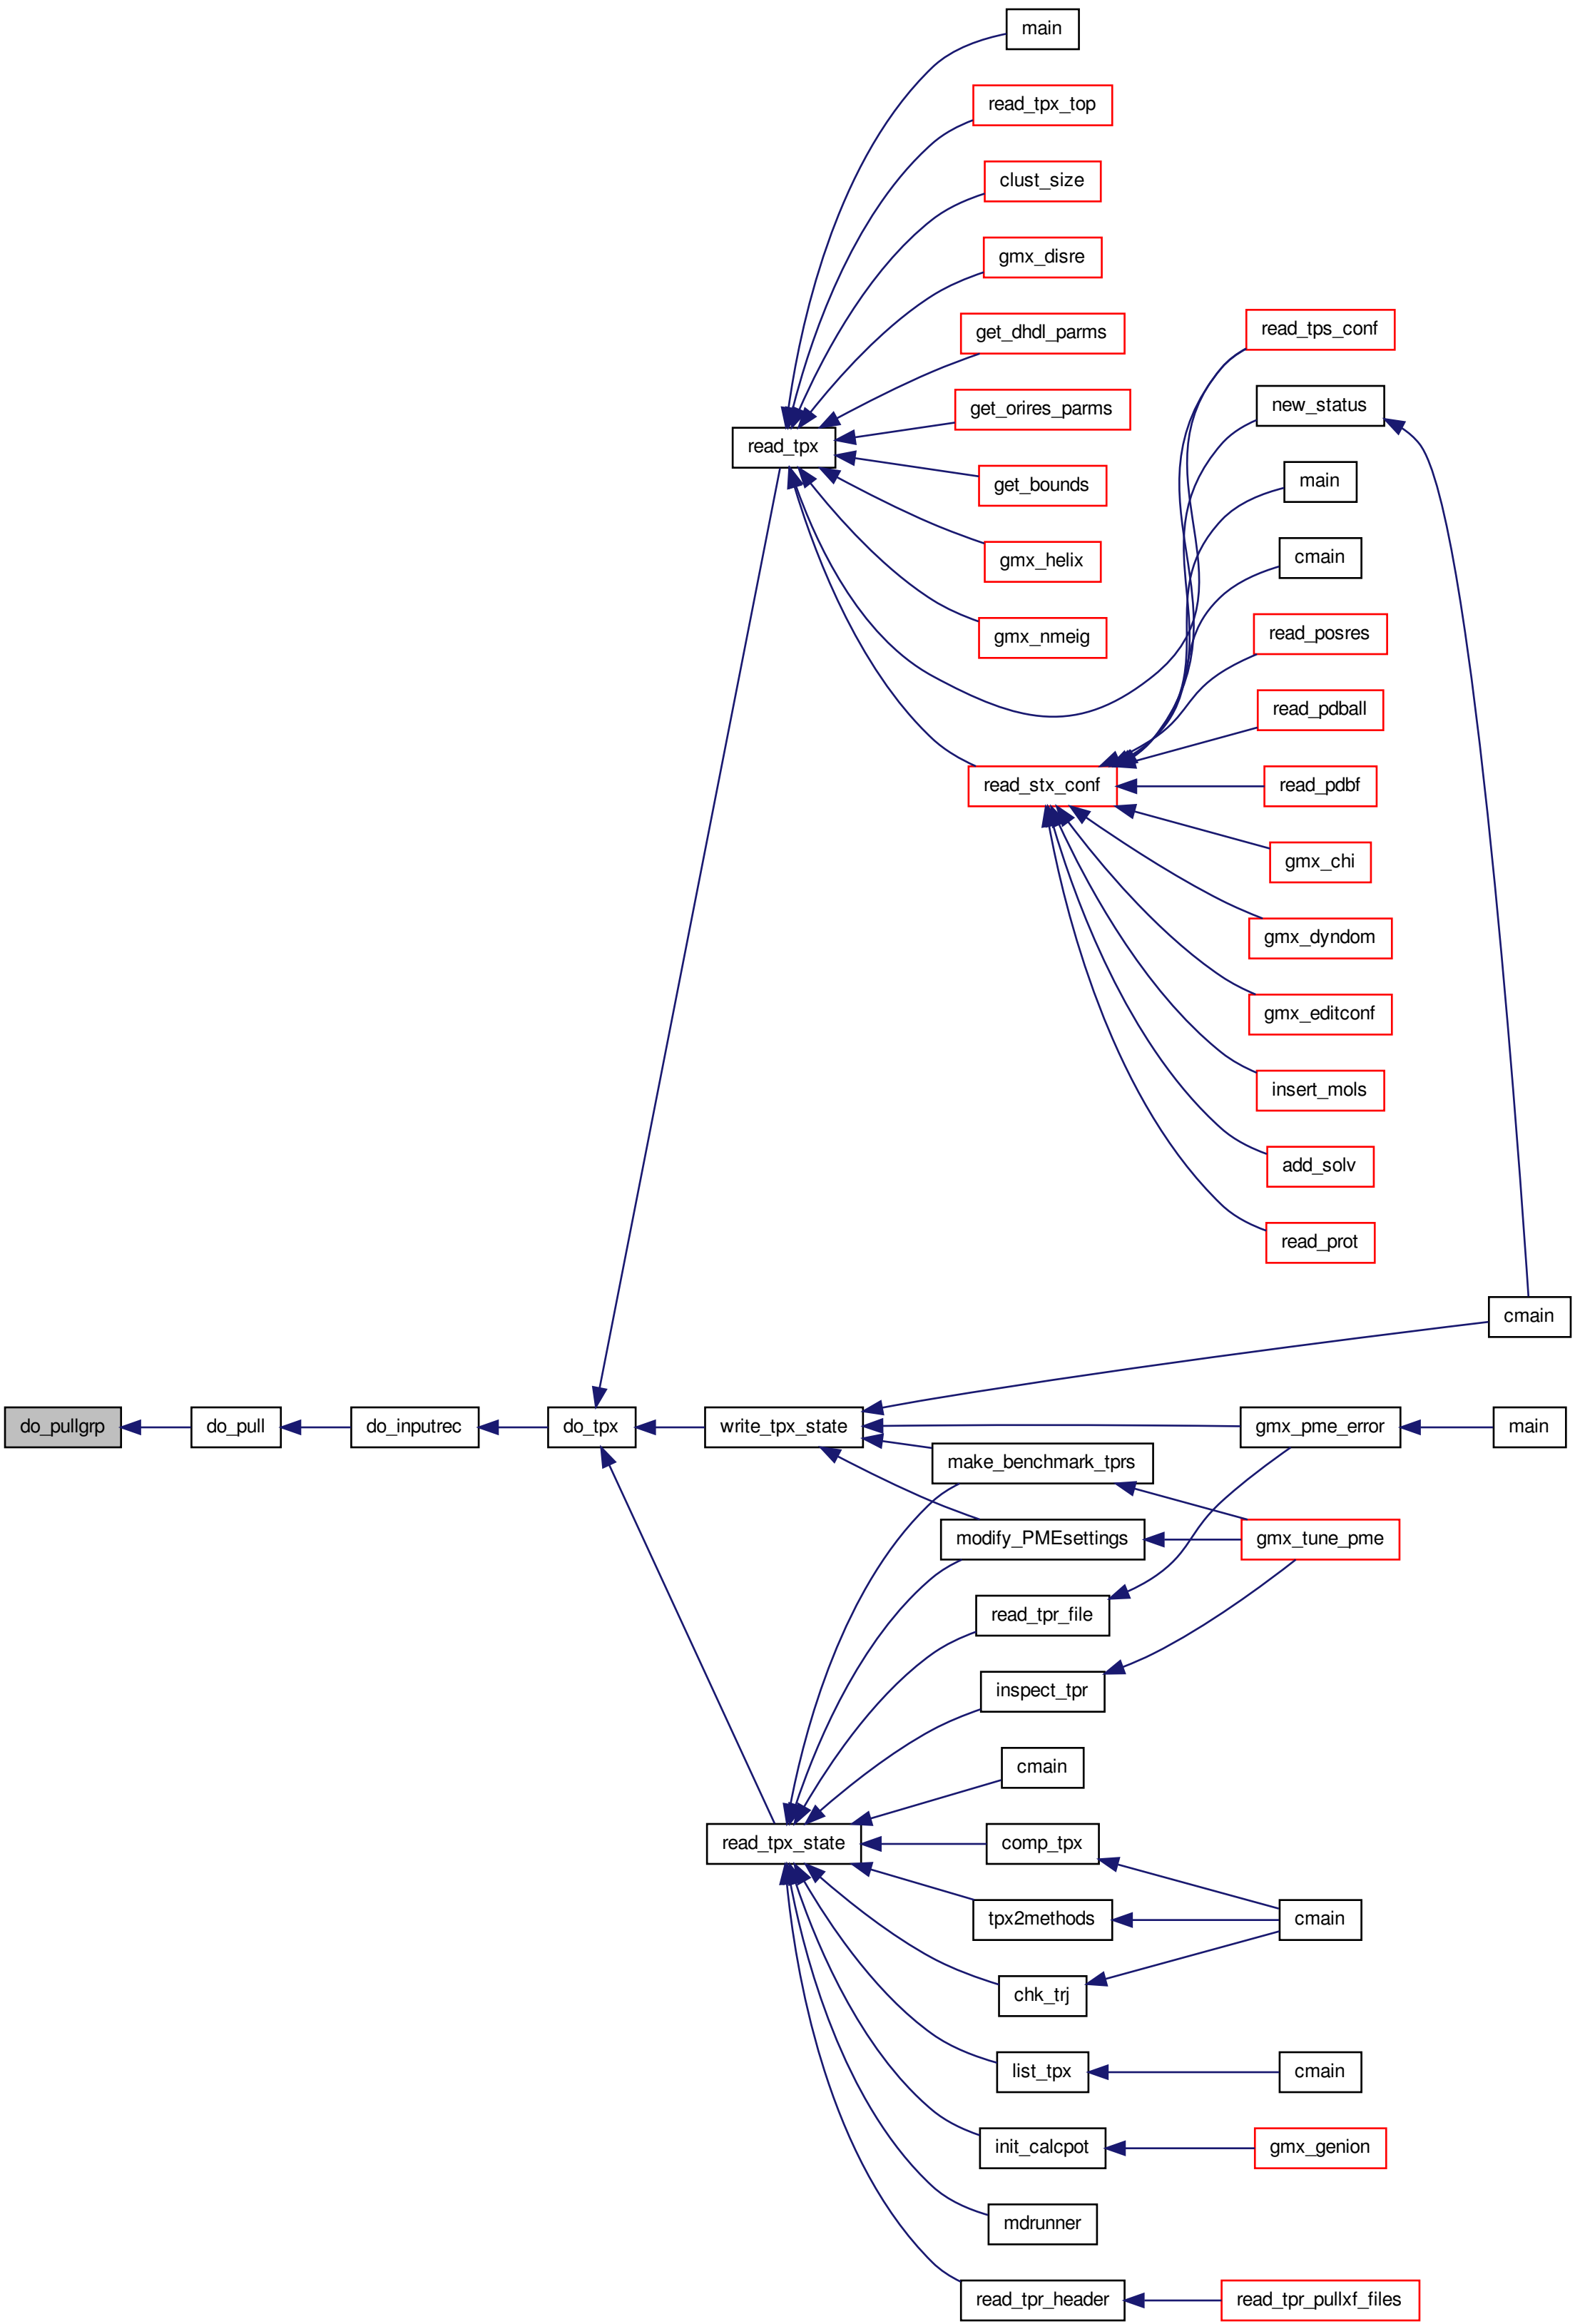 main
read_tpx_top
clust_size
gmx_disre
get_dhdl_parms
read_tps_conf
get_orires_parms
new_status
read_tpx
get_bounds
main
gmx_helix
cmain
gmx_nmeig
read_posres
read_pdball
read_stx_conf
read_pdbf
gmx_chi
gmx_dyndom
gmx_editconf
insert_mols
add_solv
read_prot
cmain
do_pullgrp
do_pull
do_inputrec
do_tpx
write_tpx_state
gmx_pme_error
main
make_benchmark_tprs
modify_PMEsettings
gmx_tune_pme
read_tpr_file
inspect_tpr
cmain
read_tpx_state
comp_tpx
tpx2methods
cmain
chk_trj
list_tpx
cmain
init_calcpot
gmx_genion
mdrunner
read_tpr_header
read_tpr_pullxf_files